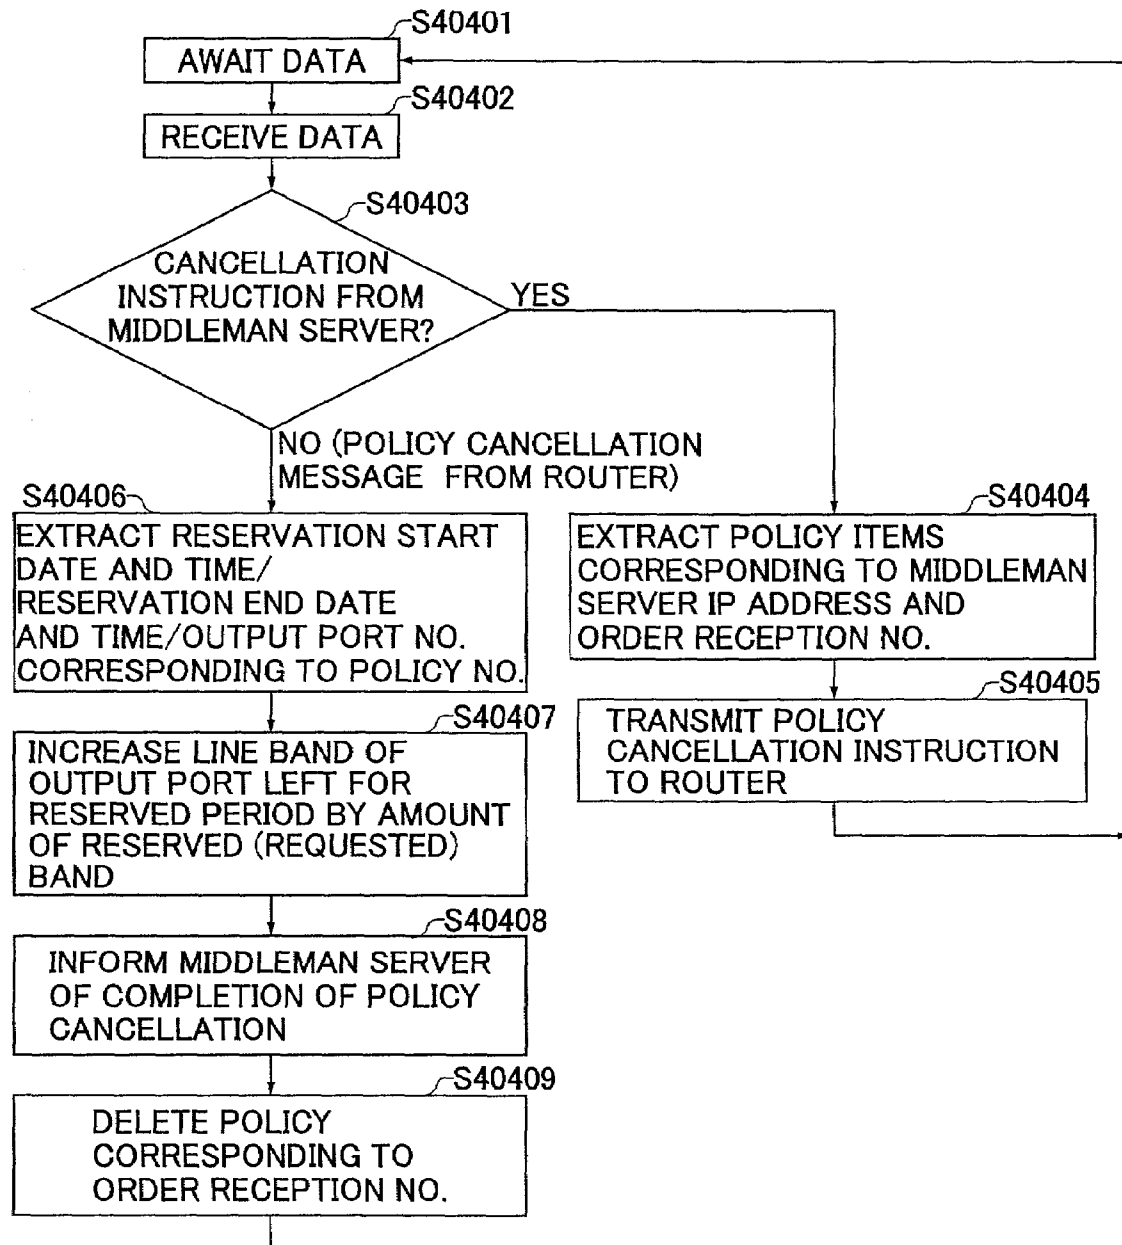 S40401
AWAIT DATA
S40402
RECEIVE DATA
S40403
CANCELLATION
INSTRUCTION FROM
MIDDLEMAN SERVER?
YES
NO (POLICY CANCELLATION
MESSAGE FROM ROUTER)
S40406
EXTRACT RESERVATION START
DATE AND TIME/
RESERVATION END DATE
AND TIME/OUTPUT PORT NO.
CORRESPONDING TO POLICY NO.
S40404
EXTRACT POLICY ITEMS
CORRESPONDING TO MIDDLEMAN
SERVER IP ADDRESS AND
ORDER RECEPTION NO.
S40405
TRANSMIT POLICY
CANCELLATION INSTRUCTION
TO ROUTER
S40407
INCREASE LINE BAND OF
OUTPUT PORT LEFT FOR
RESERVED PERIOD BY AMOUNT
OF RESERVED (REQUESTED)
BAND
S40408
INFORM MIDDLEMAN SERVER
OF COMPLETION OF POLICY
CANCELLATION
S40409
DELETE POLICY
CORRESPONDING TO
ORDER RECEPTION NO.